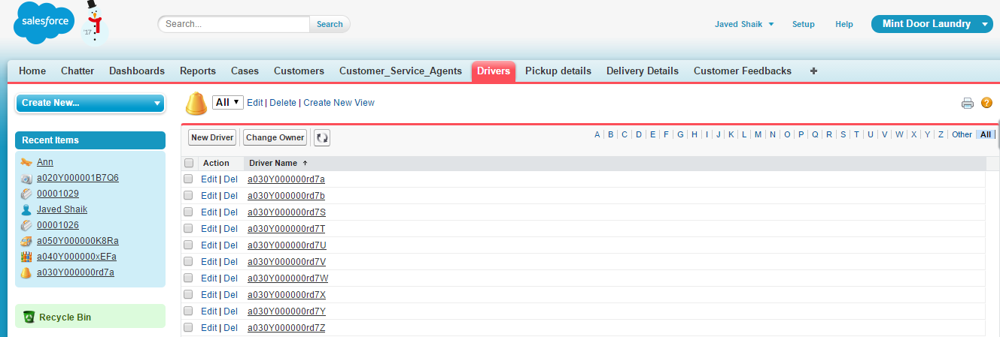 salesforce
'17
Search...
Search
Javed Shaik
Setup
Help
Mint Door Laundry
Home Chatter Dashboards Reports Cases Customers Customer_Service_Agents Drivers Pickup details Delivery Details Customer Feedbacks +
Create New...
Recent Items
Ann
a020Y000001B7Q6
00001029
Javed Shaik
00001026
a050Y000000K8Ra
a040Y000000xEFa
a030Y000000rd7a
Recycle Bin
All Edit | Delete | Create New View
?
New Driver Change Owner
A | B | C | D | E | F | G | H | I | J | K | L | M | N | O | P | Q | R | S | T | U | V | W | X | Y | Z | Other | All
Action Driver Name
Edit | Del a030Y000000rd7a
Edit | Del a030Y000000rd7b
Edit | Del a030Y000000rd7S
Edit | Del a030Y000000rd7T
Edit | Del a030Y000000rd7U
Edit | Del a030Y000000rd7V
Edit | Del a030Y000000rd7W
Edit | Del a030Y000000rd7X
Edit | Del a030Y000000rd7Y
Edit | Del a030Y000000rd7Z